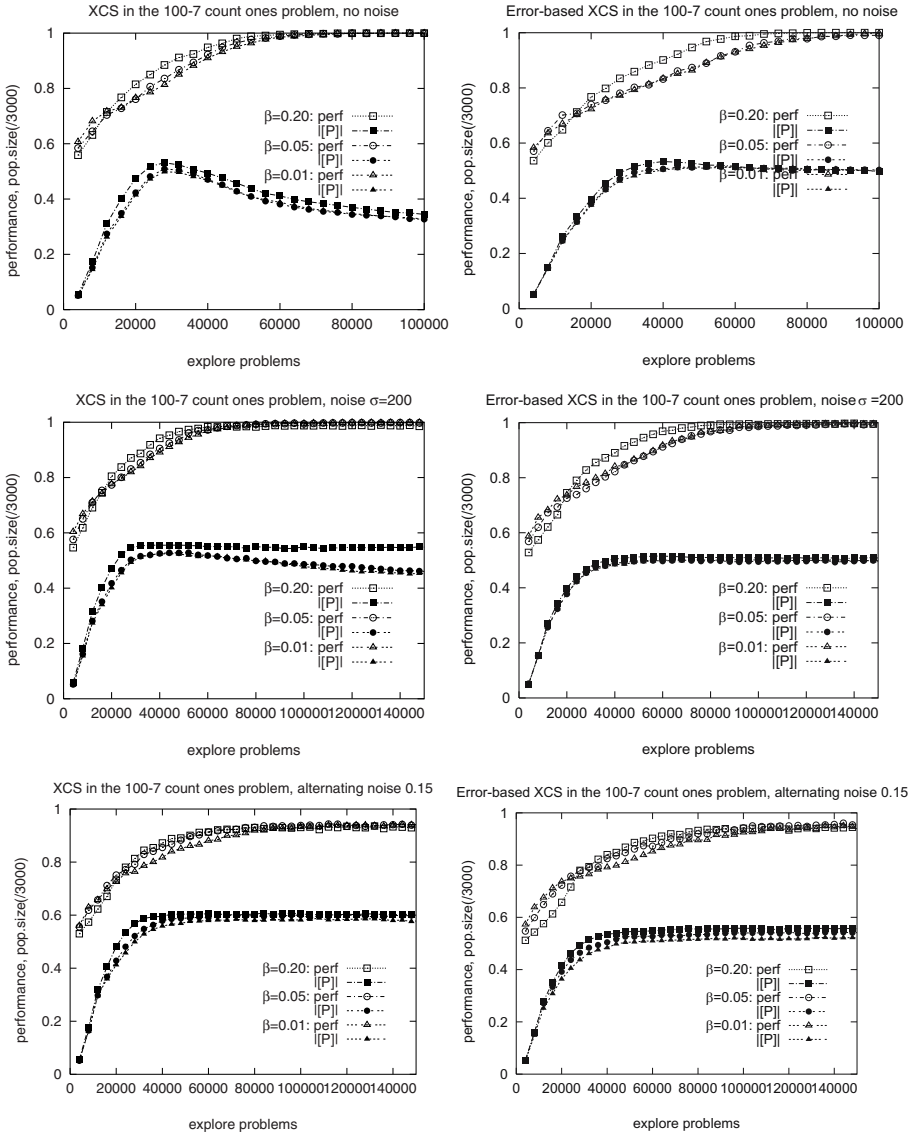 XCS in the 100-7 count ones problem, no noise
performance, pop.size(/3000)
1
0.8
0.6
0.4
0.2
0
β=0.20: perf
|[P]|
β=0.05: perf
|[P]|
β=0.01: perf
|[P]|
0 20000 40000 60000 80000 100000
explore problems
Error-based XCS in the 100-7 count ones problem, no noise
performance, pop.size(/3000)
1
0.8
0.6
0.4
0.2
0
β=0.20: perf
|[P]|
β=0.05: perf
|[P]|
β=0.01: perf
|[P]|
0 20000 40000 60000 80000 100000
explore problems
XCS in the 100-7 count ones problem, noise σ=200
performance, pop.size(/3000)
1
0.8
0.6
0.4
0.2
0
β=0.20: perf
|[P]|
β=0.05: perf
|[P]|
β=0.01: perf
|[P]|
0 20000 40000 60000 80000 100000 120000 140000
explore problems
Error-based XCS in the 100-7 count ones problem, noise σ =200
performance, pop.size(/3000)
1
0.8
0.6
0.4
0.2
0
β=0.20: perf
|[P]|
β=0.05: perf
|[P]|
β=0.01: perf
|[P]|
0 20000 40000 60000 80000 100000 120000 140000
explore problems
XCS in the 100-7 count ones problem, alternating noise 0.15
performance, pop.size(/3000)
1
0.8
0.6
0.4
0.2
0
β=0.20: perf
|[P]|
β=0.05: perf
|[P]|
β=0.01: perf
|[P]|
0 20000 40000 60000 80000 100000 120000 140000
explore problems
Error-based XCS in the 100-7 count ones problem, alternating noise 0.15
performance, pop.size(/3000)
1
0.8
0.6
0.4
0.2
0
β=0.20: perf
|[P]|
β=0.05: perf
|[P]|
β=0.01: perf
|[P]|
0 20000 40000 60000 80000 100000 120000 140000
explore problems